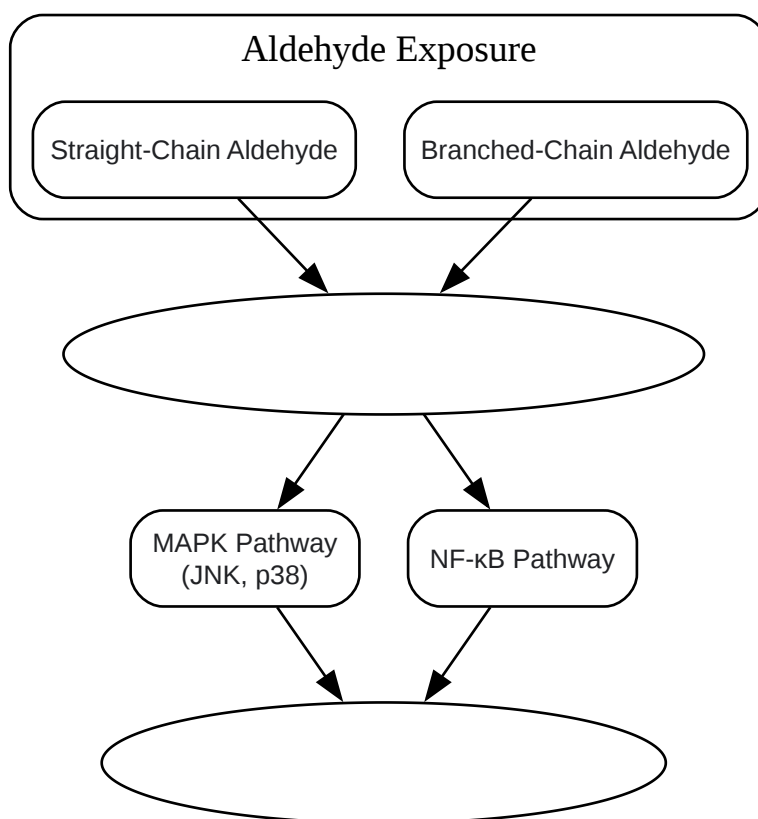 Aldehyde Exposure
Straight-Chain Aldehyde
Branched-Chain Aldehyde
MAPK Pathway
(JNK, p38)
NF-κB Pathway